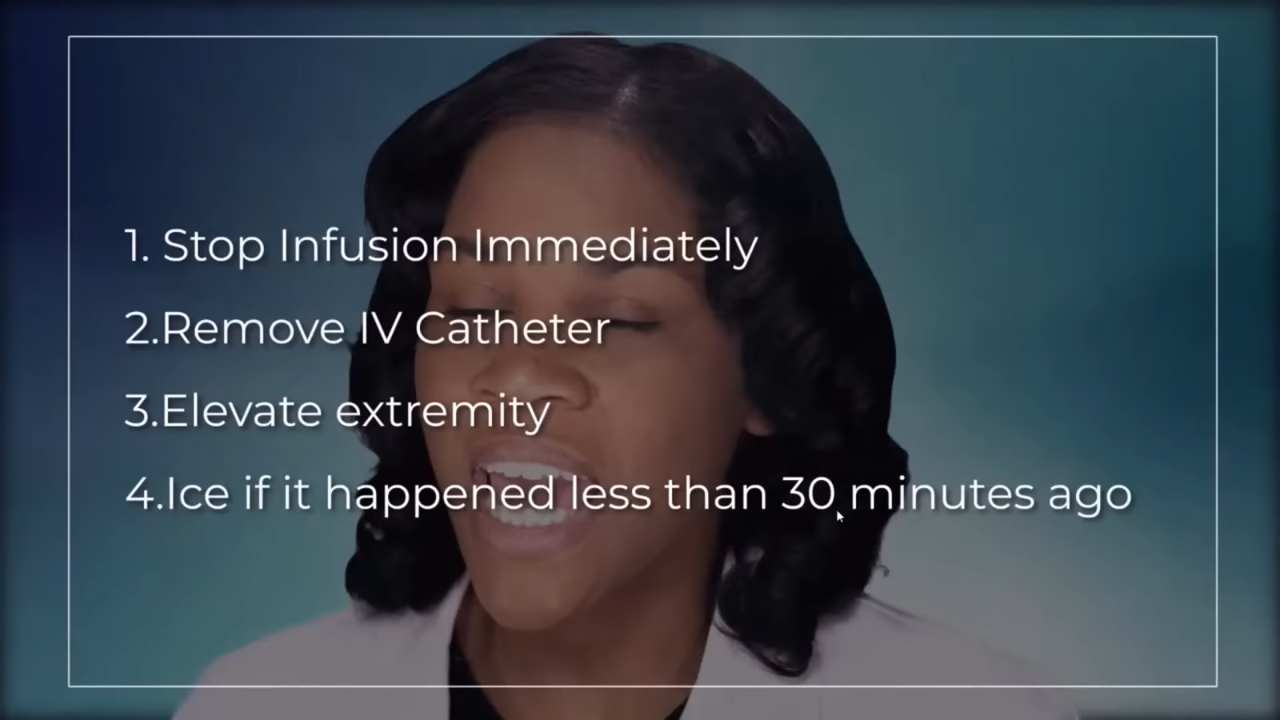 1. Stop Infusion Immediately
2.Remove IV Catheter
3.Elevate extremity
4.Ice if it happened less than 30 minutes ago